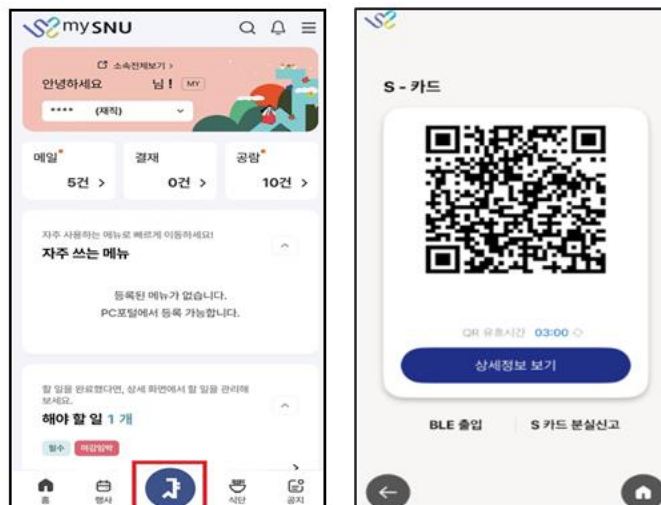 my SNU
소속전체보기 >
안녕하세요 님 ! MY
**** (재직)
메일 결재 공람
5건 > 0건 > 10건 >
자주 사용하는 메뉴로 빠르게 이동하세요!
자주 쓰는 메뉴
등록된 메뉴가 없습니다.
PC포털에서 등록 가능합니다.
할 일을 완료했다면, 상세 화면에서 할 일을 관리해
보세요.
해야 할 일 1 개
필수 마감임박
홈 행사 식단 공지
S - 카드
QR 유효시간 03:00
상세정보 보기
BLE 출입 S 카드 분실신고